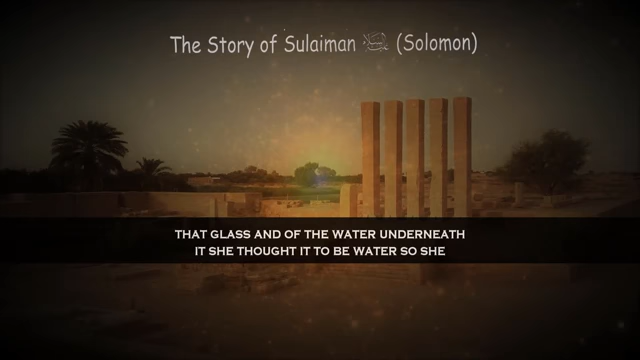 The Story of Sulaiman (Solomon)
THAT GLASS AND OF THE WATER UNDERNEATH
IT SHE THOUGHT IT TO BE WATER SO SHE